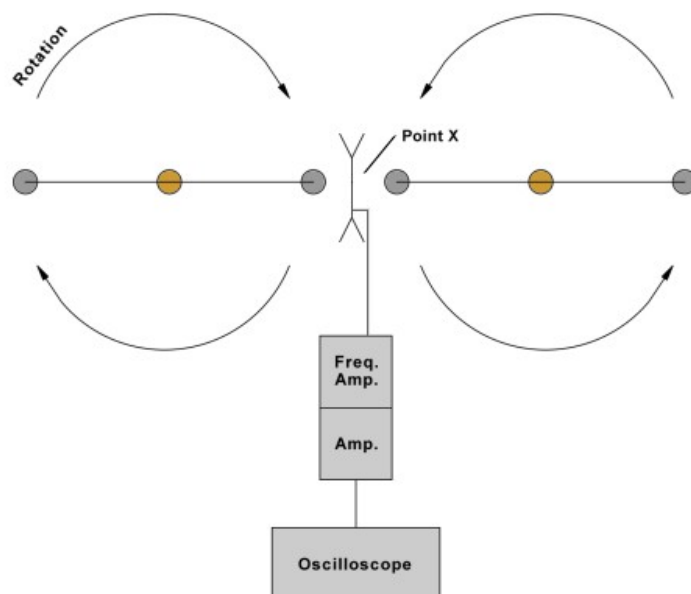 Rotation
Point X
Freq.
Amp.
Amp.
Oscilloscope